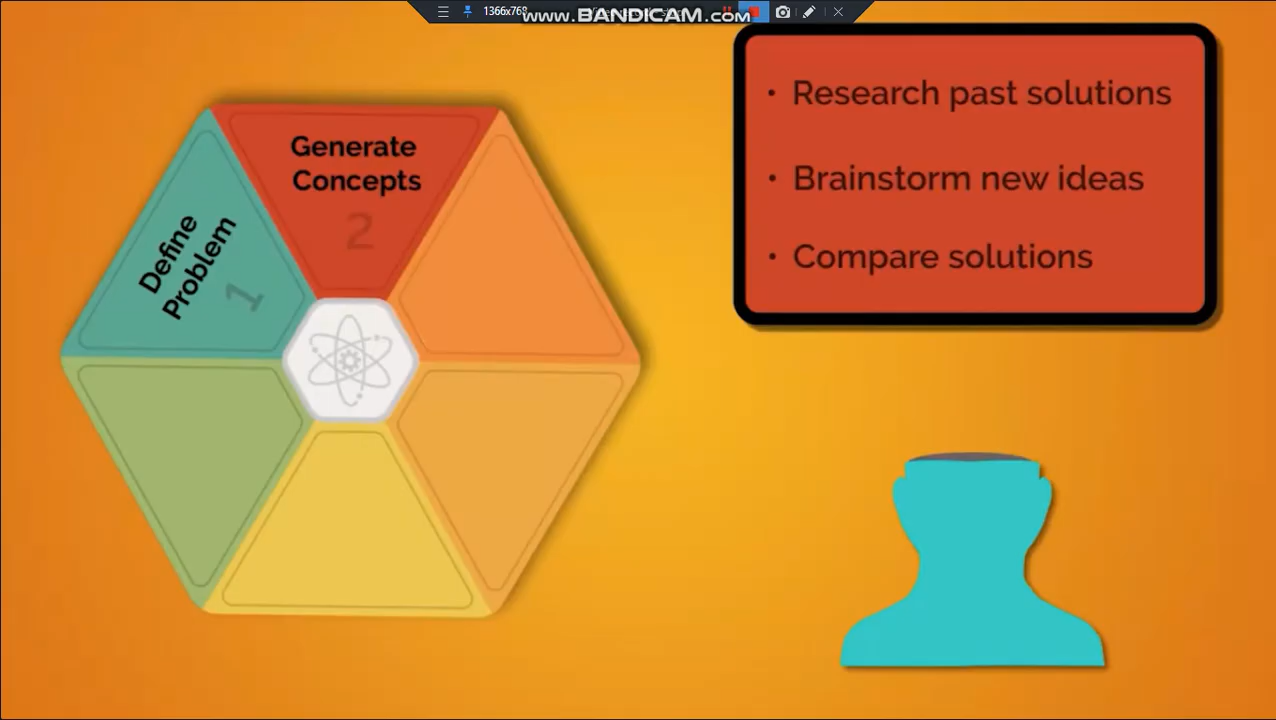 1366x768
www.BANDICAM.com
Generate
Concepts
2
Define
Problem
1
• Research past solutions
• Brainstorm new ideas
• Compare solutions